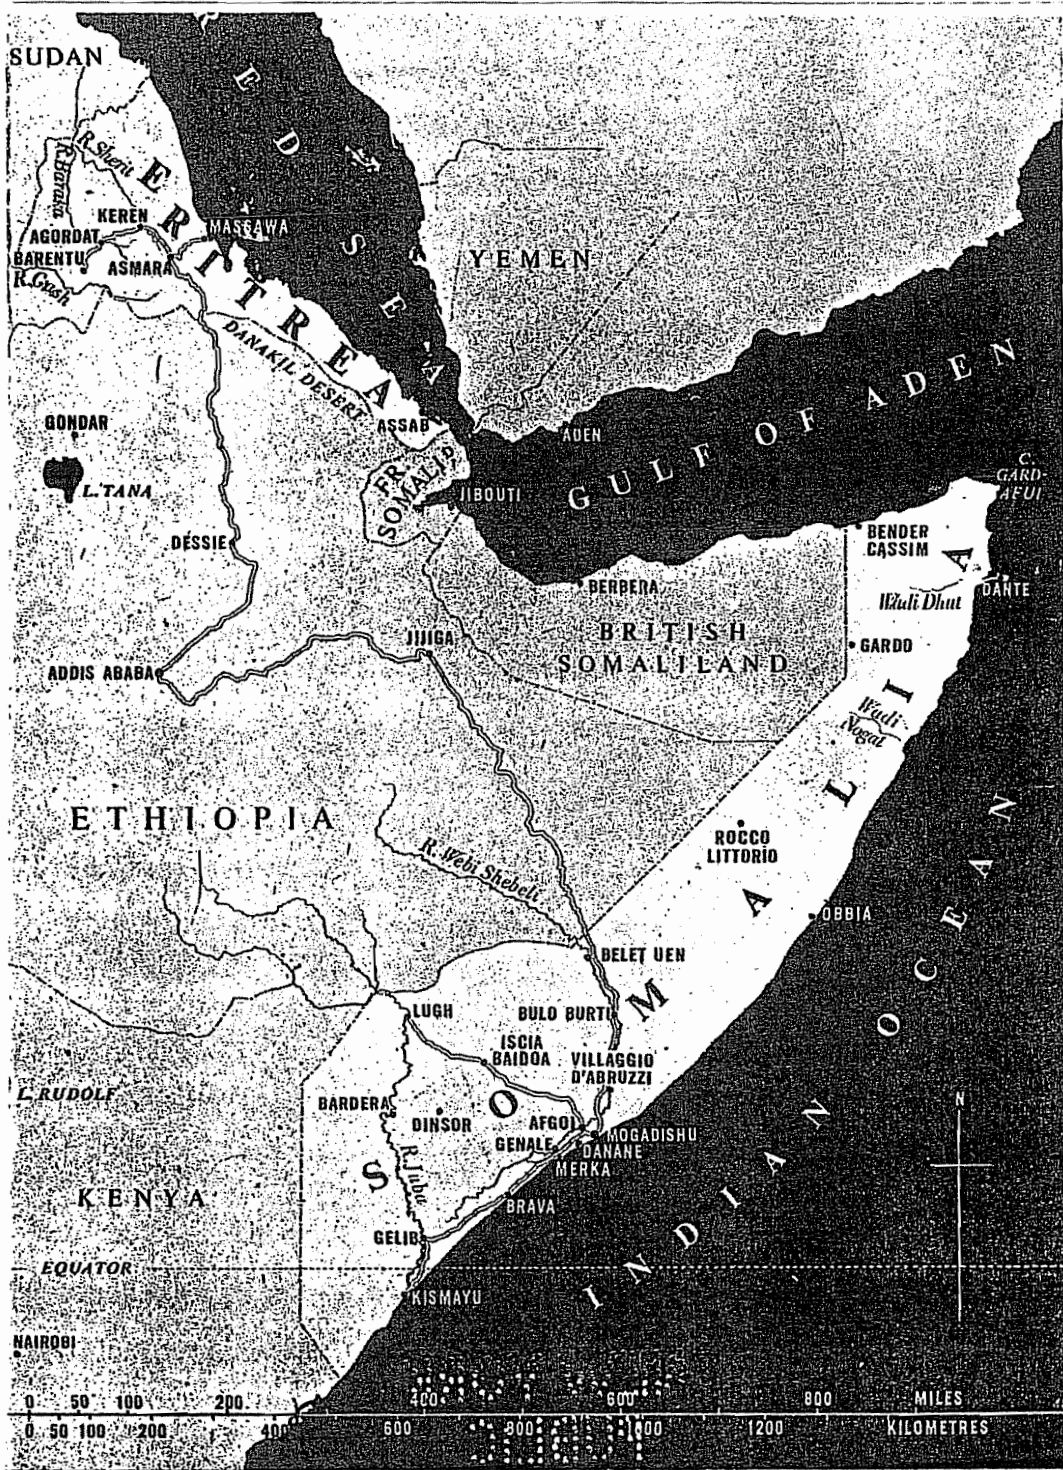 SUDAN
RED SEA
R. Sherit
R. Baraka
ERITREA
KEREN
MASSAWA
AGORDAT
BARENTU
ASMARA
R. Gash
YEMEN
DANAKIL DESERT
ASSAB
GONDAR
L. TANA
ADEN
GULF OF ADEN
FR.
SOMALID
JIBOUTI
C.
GARD-
AFUI
DESSIE
BENDER
CASSIM
BERBERA
Wadi Dhut
DANTE
BRITISH
SOMALILAND
JIJIGA
GARDO
ADDIS ABABA
Wadi
Nogal
ETHIOPIA
R. Webi Shebeli
ROCCO
LITTORIO
OBBIA
SOMALIA
BELET UEN
LUGH
BULO BURTI
ISCIA
BAIDOA
VILLAGGIO
D'ABRUZZI
L. RUDOLF
BARDERA
DINSOR
AFGOI
MOGADISHU
GENALE
DANANE
MERKA
R. Juba
KENYA
BRAVA
GELIB
INDIAN OCEAN
N
EQUATOR
KISMAYU
NAIROBI
0 50 100 200 400 600 800 MILES
0 50 100 200 600 800 1000 1200 KILOMETRES